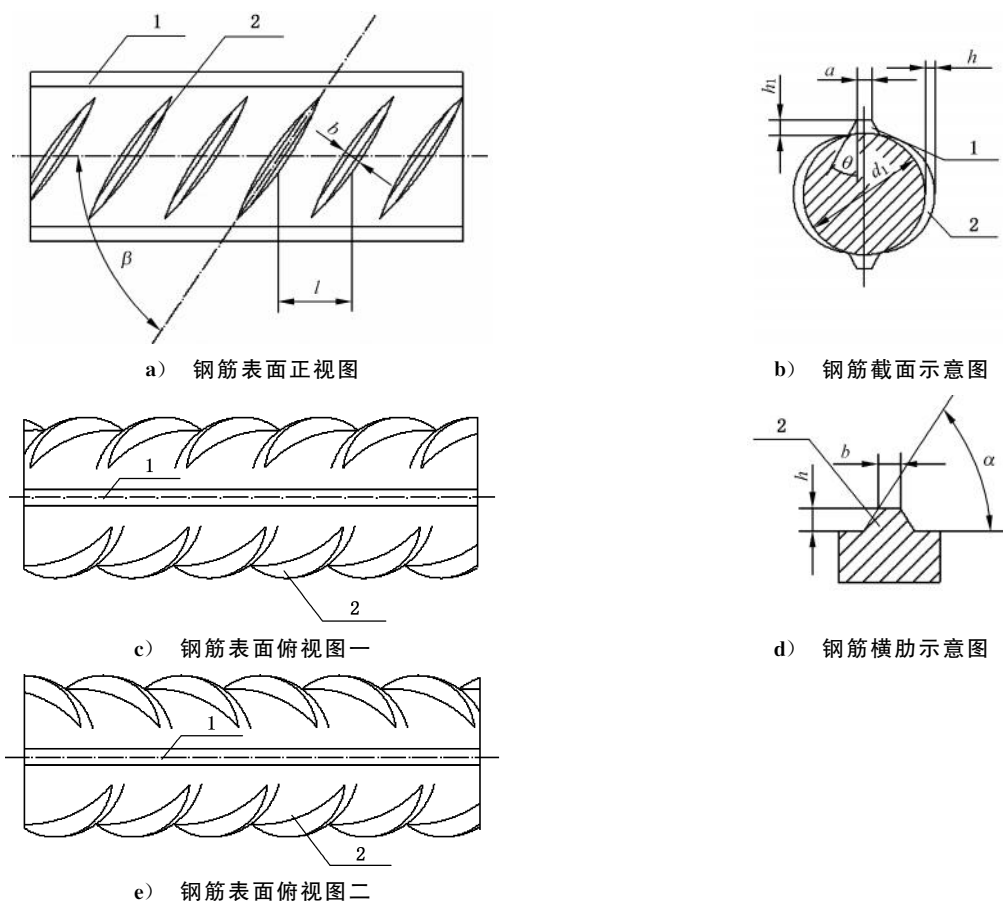 1
2
b
β
l
a) 钢筋表面正视图
a
h
h₁
1
θ
d₁
2
b) 钢筋截面示意图
1
2
c) 钢筋表面俯视图一
2
b
h
α
d) 钢筋横肋示意图
1
2
e) 钢筋表面俯视图二